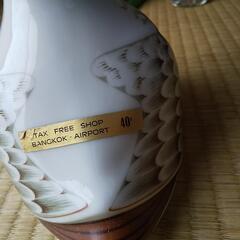 TAX FREE SHOP 40°
BANGKOK · AIRPORT